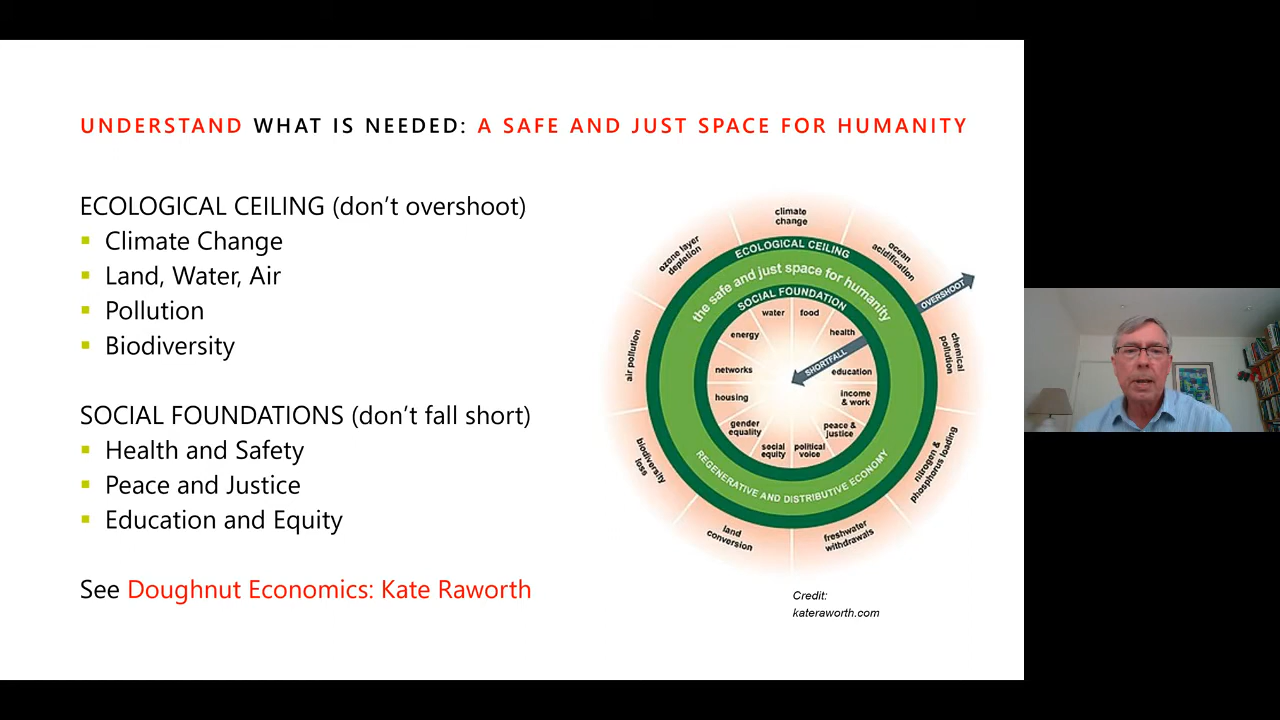 UNDERSTAND WHAT IS NEEDED: A SAFE AND JUST SPACE FOR HUMANITY
ECOLOGICAL CEILING (don’t overshoot)
Climate Change
Land, Water, Air
Pollution
Biodiversity
SOCIAL FOUNDATIONS (don’t fall short)
Health and Safety
Peace and Justice
Education and Equity
See Doughnut Economics: Kate Raworth
climate
change
ocean
acidification
chemical
pollution
nitrogen &
phosphorus loading
freshwater
withdrawals
land
conversion
biodiversity
loss
air pollution
ozone layer
depletion
ECOLOGICAL CEILING
the safe and just space for humanity
SOCIAL FOUNDATION
OVERSHOOT
SHORTFALL
water
food
health
education
income
& work
peace &
justice
political
voice
social
equity
gender
equality
housing
networks
energy
REGENERATIVE AND DISTRIBUTIVE ECONOMY
Credit:
kateraworth.com